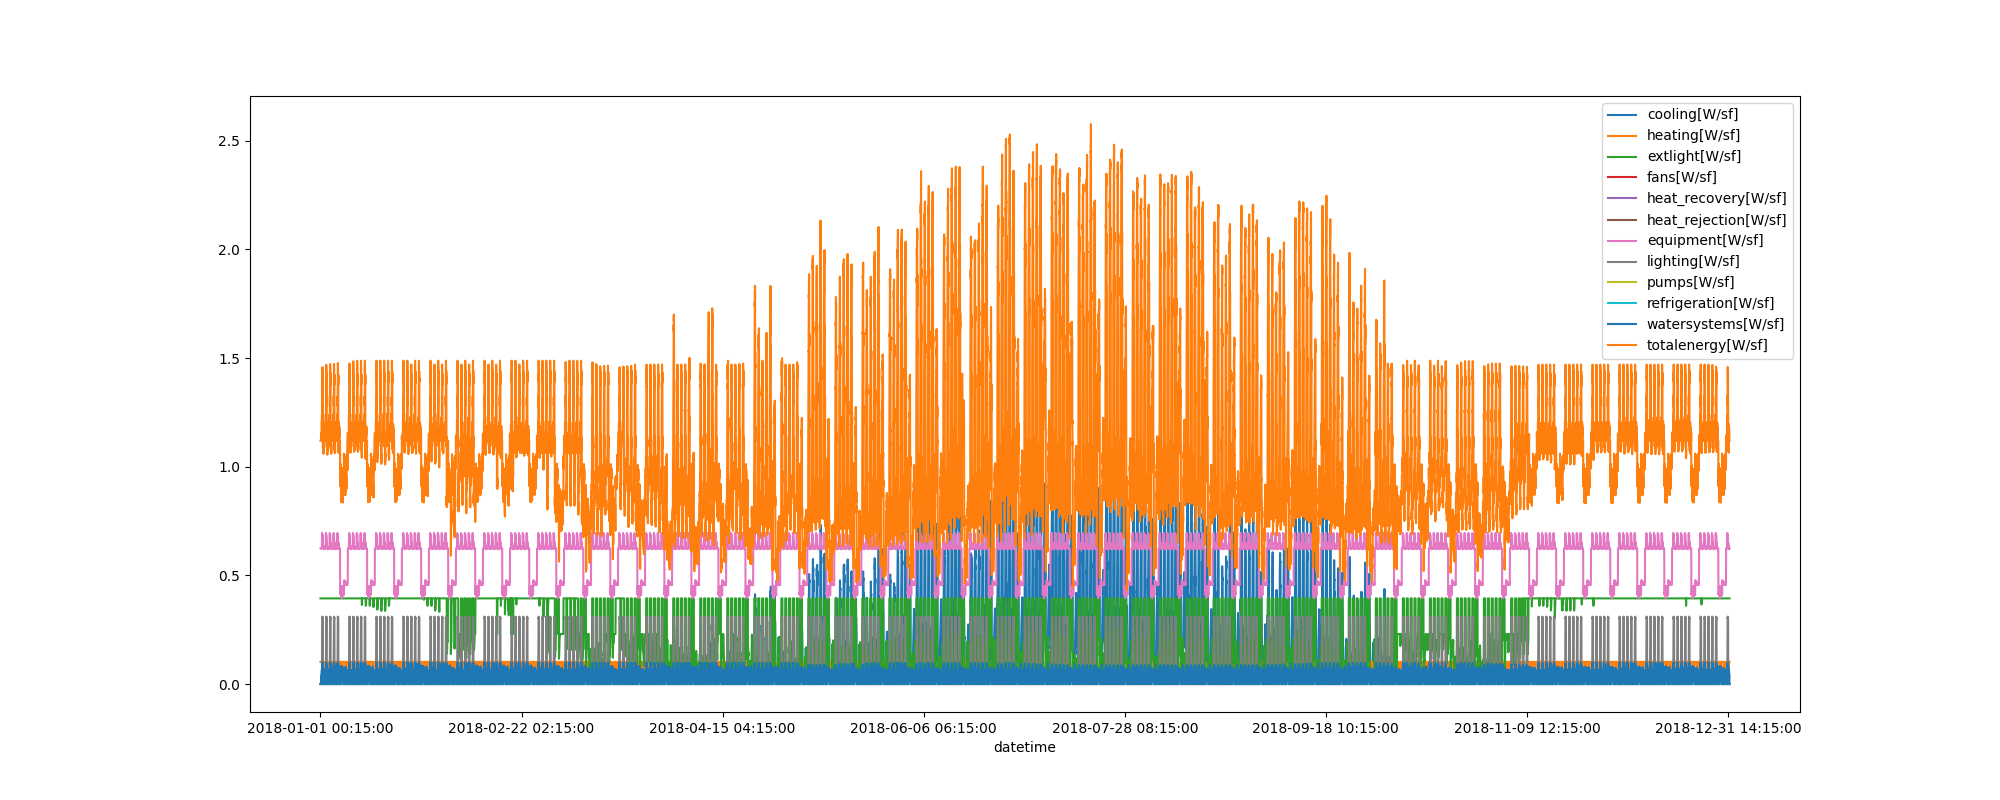 2.5
2.0
1.5
1.0
0.5
0.0
cooling[W/sf]
heating[W/sf]
extlight[W/sf]
fans[W/sf]
heat_recovery[W/sf]
heat_rejection[W/sf]
equipment[W/sf]
lighting[W/sf]
pumps[W/sf]
refrigeration[W/sf]
watersystems[W/sf]
totalenergy[W/sf]
2018-01-01 00:15:00 2018-02-22 02:15:00 2018-04-15 04:15:00 2018-06-06 06:15:00 2018-07-28 08:15:00 2018-09-18 10:15:00 2018-11-09 12:15:00 2018-12-31 14:15:00
datetime